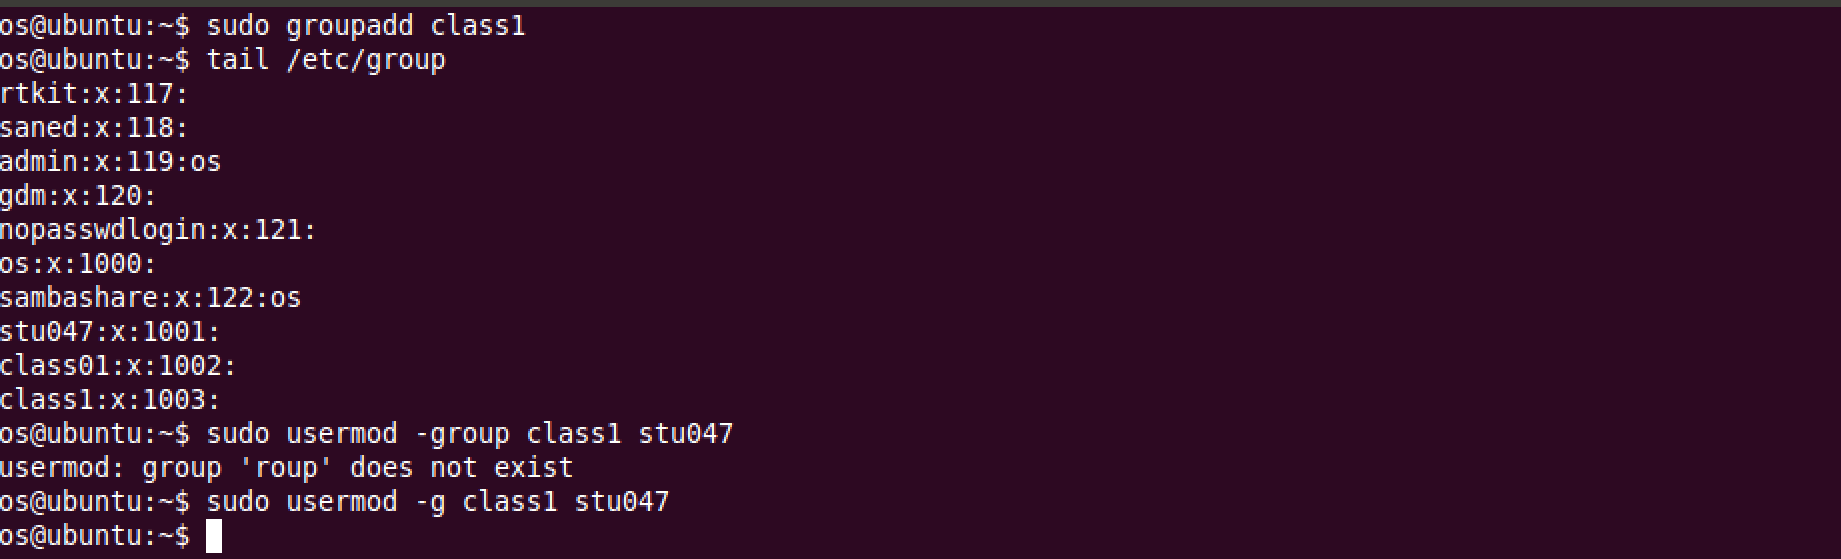 os@ubuntu:~$ sudo groupadd class1
os@ubuntu:~$ tail /etc/group
rtkit:x:117:
saned:x:118:
admin:x:119:os
gdm:x:120:
nopasswdlogin:x:121:
os:x:1000:
sambashare:x:122:os
stu047:x:1001:
class01:x:1002:
class1:x:1003:
os@ubuntu:~$ sudo usermod -group class1 stu047
usermod: group 'roup' does not exist
os@ubuntu:~$ sudo usermod -g class1 stu047
os@ubuntu:~$